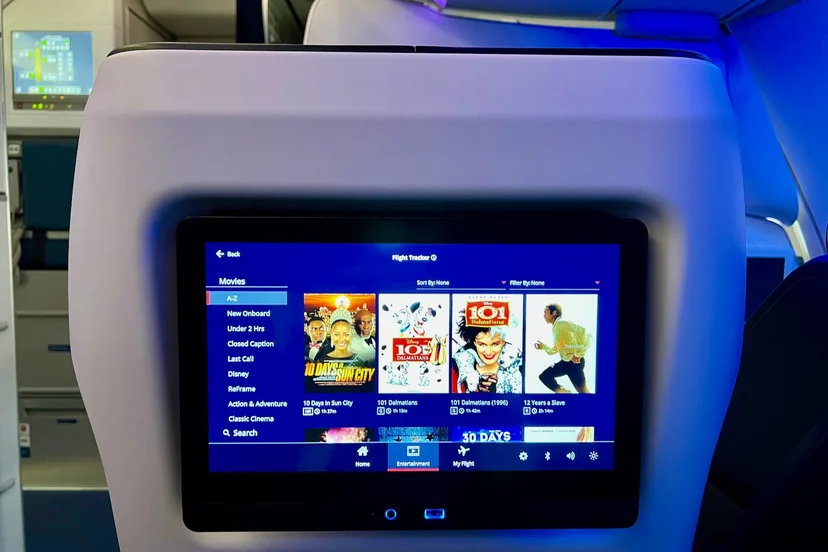 Back
Flight Tracker
Movies
Sort By: None
Filter By: None
A-Z
New Onboard
Under 2 Hrs
Closed Caption
Last Call
Disney
ReFrame
Action & Adventure
Classic Cinema
Search
10 DAYS IN SUN CITY
101
DALMATIANS
101
Dalmatians
10 Days in Sun City
1h 27m
101 Dalmatians
1h 19m
101 Dalmatians (1996)
1h 42m
12 Years a Slave
2h 14m
30 DAYS
Home
Entertainment
My Flight